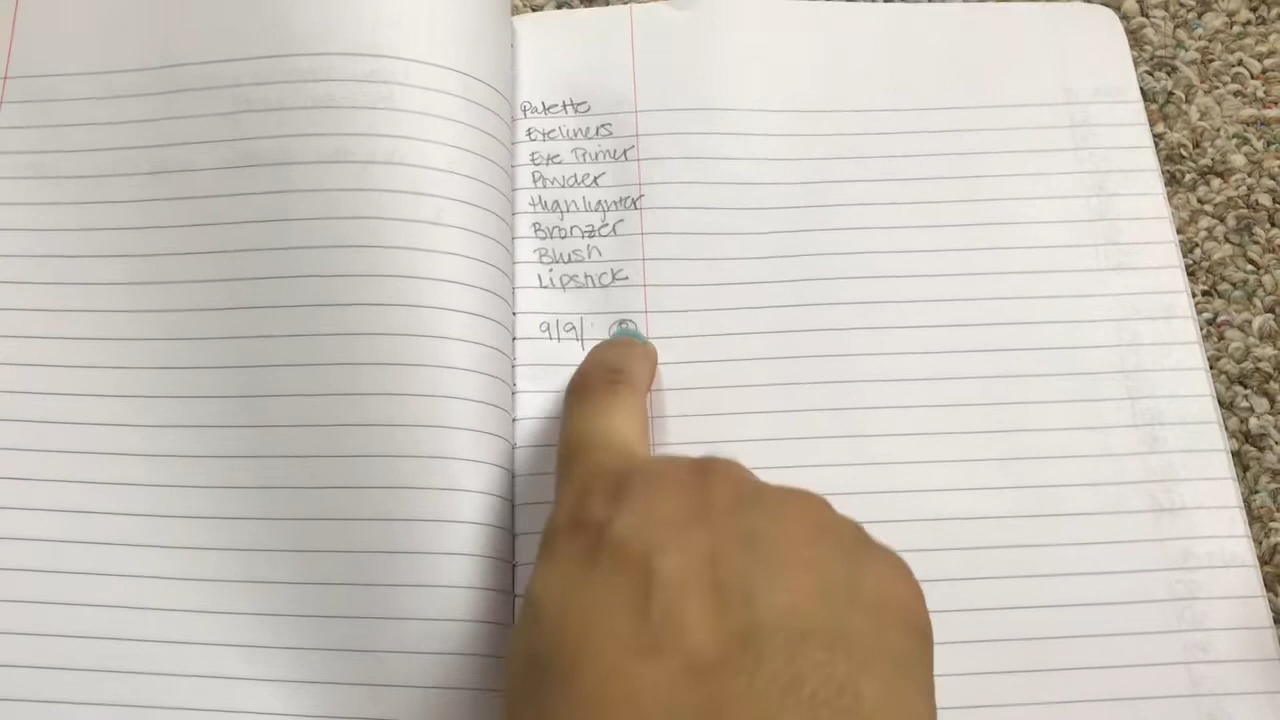 Palette
Eyeliners
Eye Primer
Powder
Highlighter
Bronzer
Blush
Lipstick
9/9/